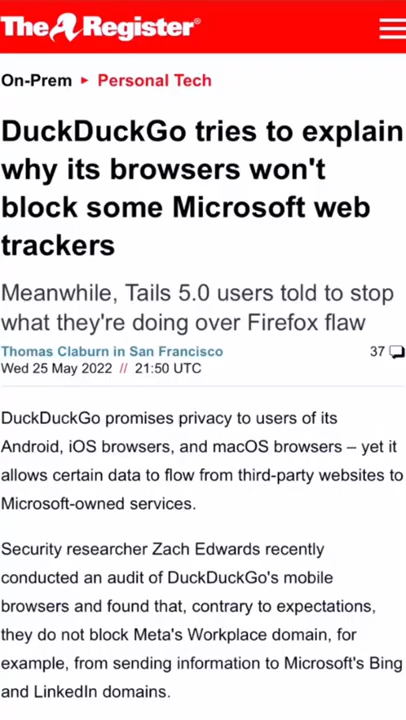 The Register®
On-Prem ▸ Personal Tech
DuckDuckGo tries to explain
why its browsers won't
block some Microsoft web
trackers
Meanwhile, Tails 5.0 users told to stop
what they're doing over Firefox flaw
Thomas Claburn in San Francisco
37
Wed 25 May 2022 // 21:50 UTC
DuckDuckGo promises privacy to users of its
Android, iOS browsers, and macOS browsers – yet it
allows certain data to flow from third-party websites to
Microsoft-owned services.
Security researcher Zach Edwards recently
conducted an audit of DuckDuckGo's mobile
browsers and found that, contrary to expectations,
they do not block Meta's Workplace domain, for
example, from sending information to Microsoft's Bing
and LinkedIn domains.